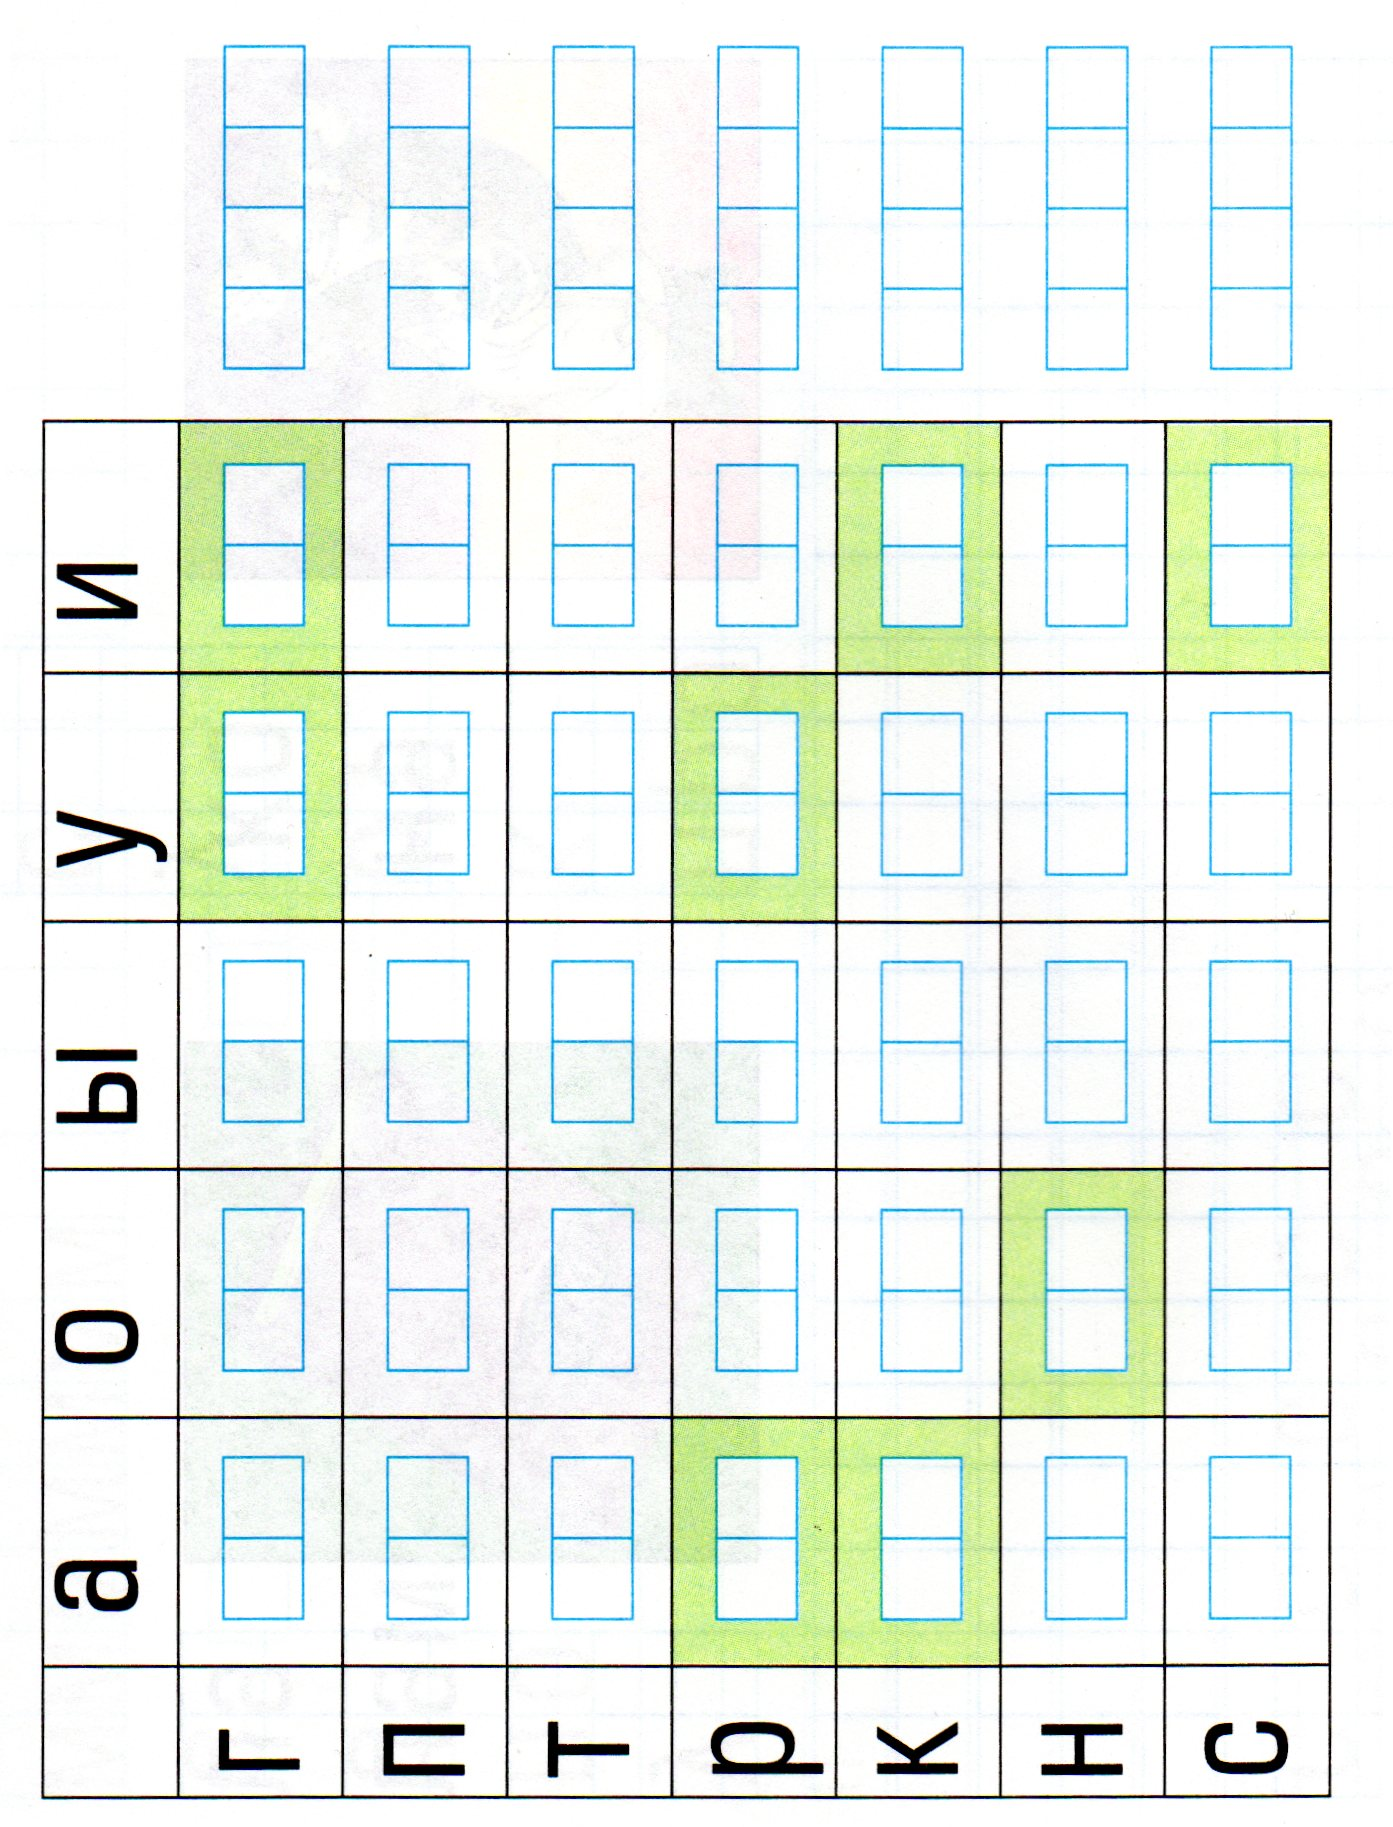 а о ы у и
г
п
т
р
к
н
с